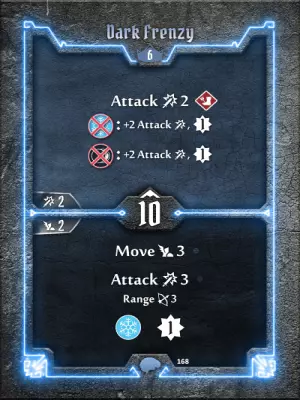 Dark Frenzy
6
Attack 2
: +2 Attack , 1
: +2 Attack , 1
2
10
2
Move 3
Attack 3
Range 3
1
168